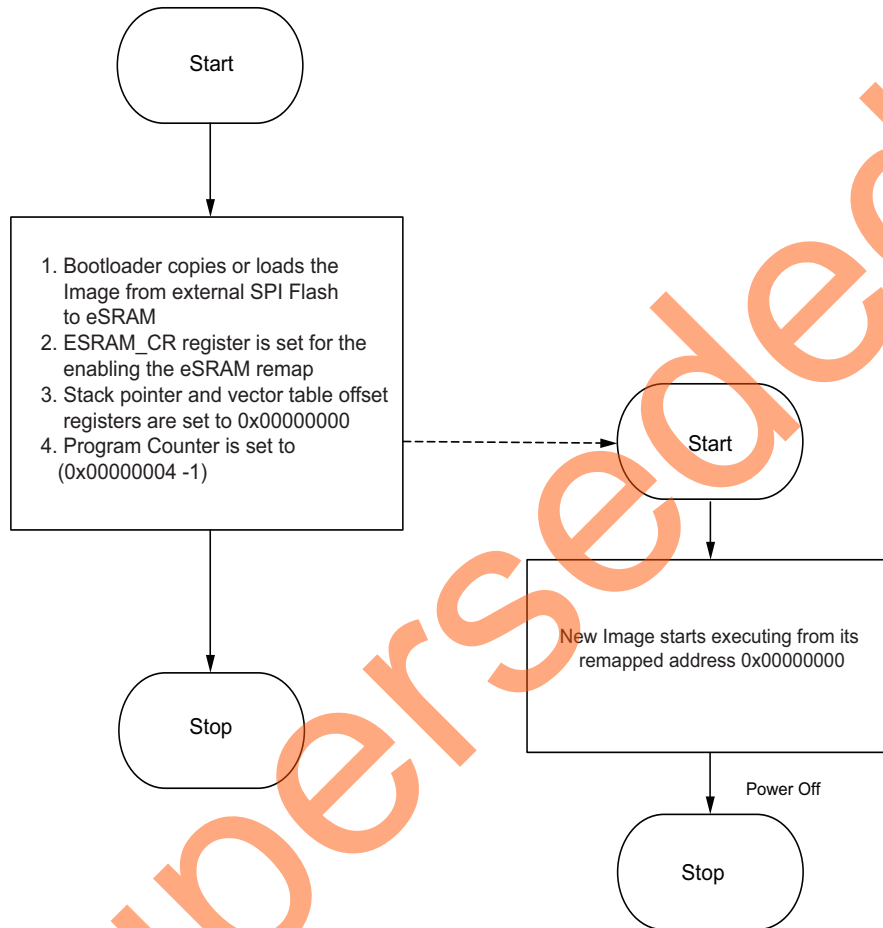 Start
1. Bootloader copies or loads the
Image from external SPI Flash
to eSRAM
2. ESRAM_CR register is set for the
enabling the eSRAM remap
3. Stack pointer and vector table offset
registers are set to 0x00000000
4. Program Counter is set to
(0x00000004 -1)
Stop
Start
New Image starts executing from its
remapped address 0x00000000
Power Off
Stop
uperseded